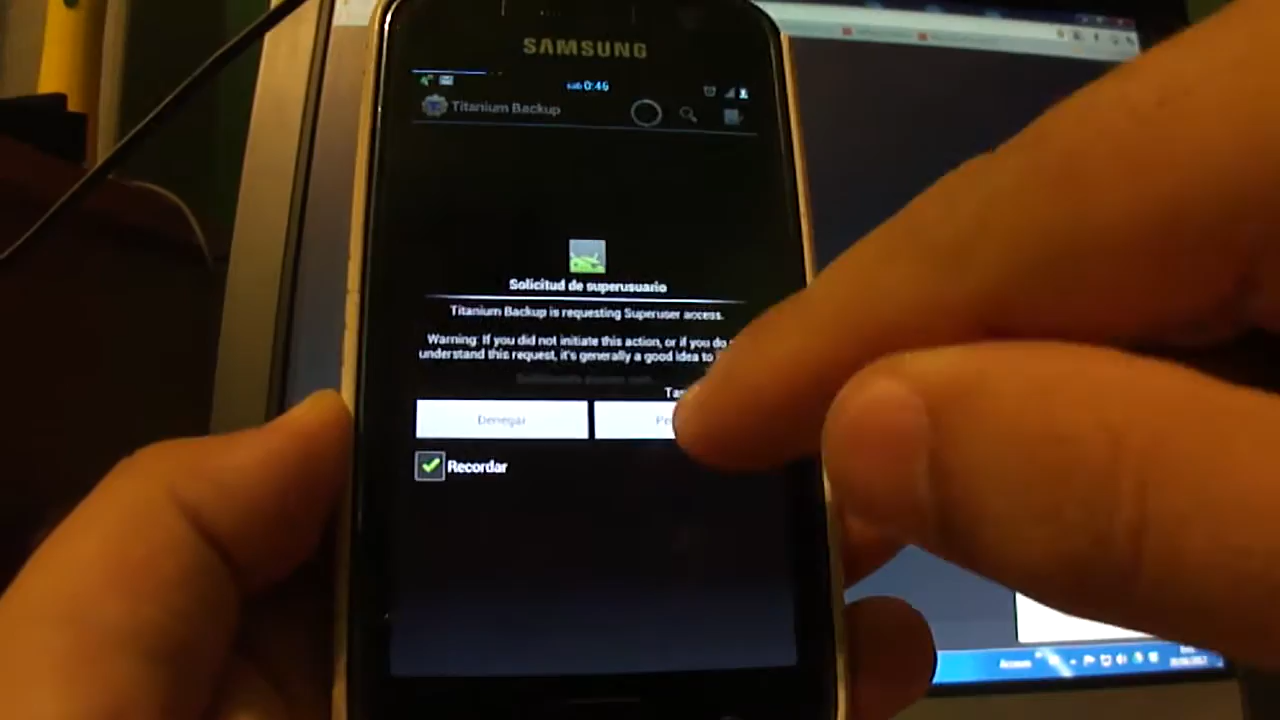 SAMSUNG
sab 0:46
Titanium Backup
Solicitud de superusuario
Titanium Backup is requesting Superuser access.
Warning: If you did not initiate this action, or if you do
understand this request, it's generally a good idea to
Denegar
Recordar